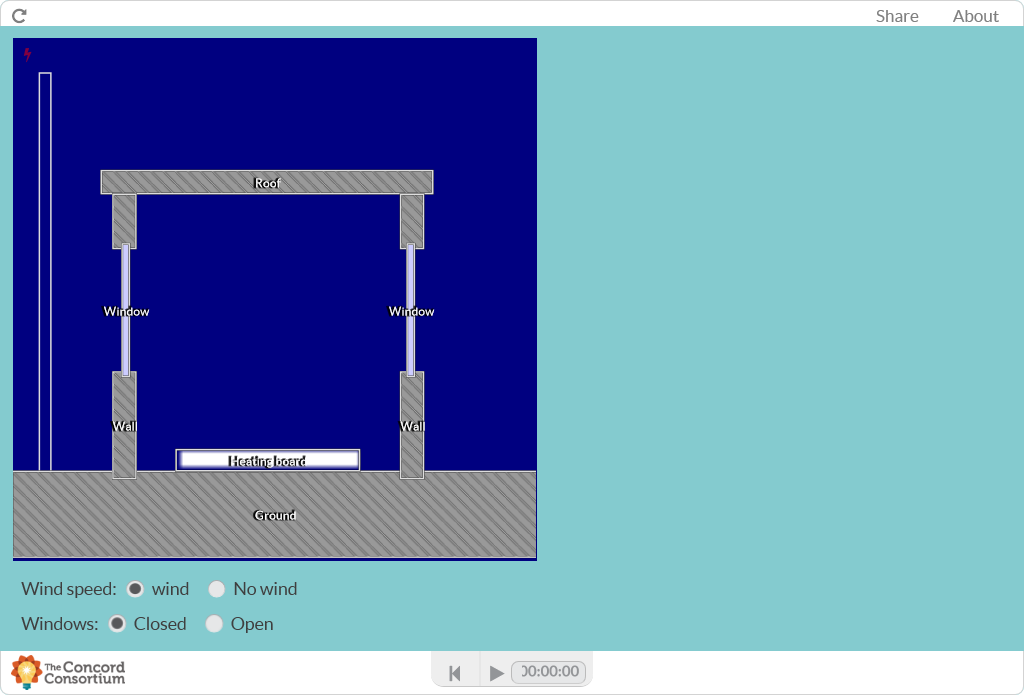 Share About
Roof
Window Window
Wall Wall
Heating board
Ground
Wind speed: wind No wind
Windows: Closed Open
The Concord
Consortium
00:00:00